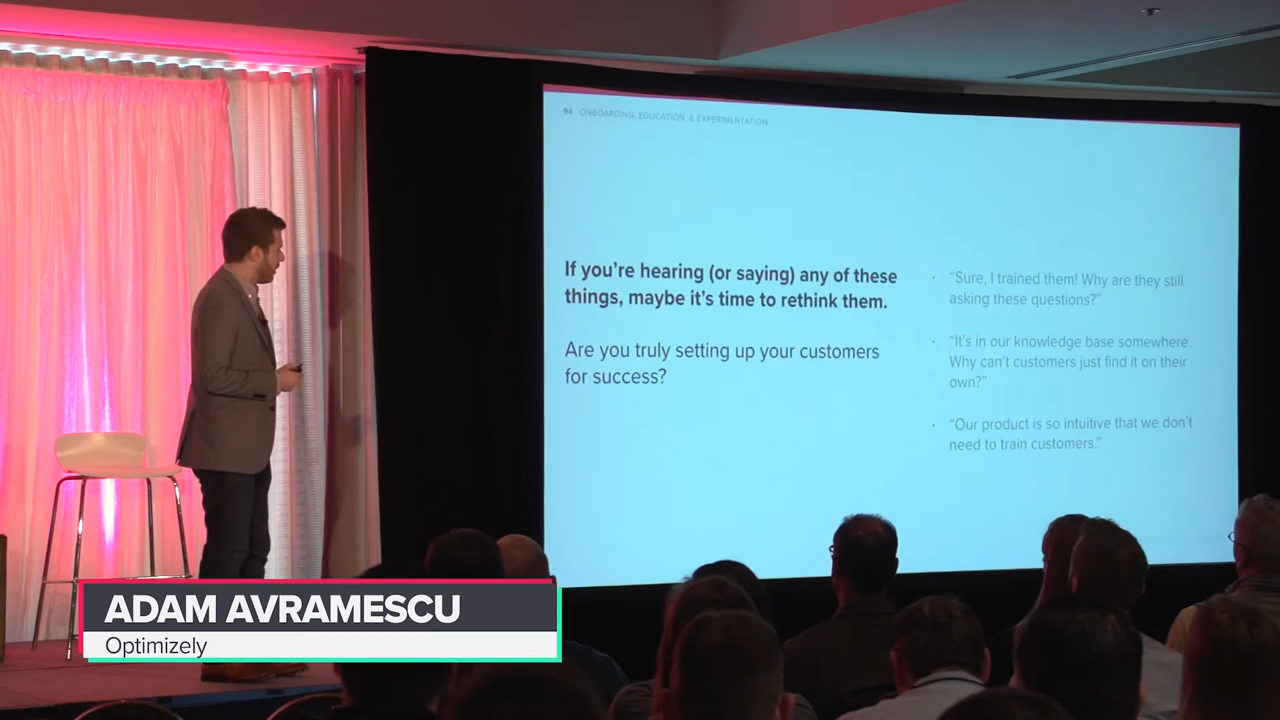 94 ONBOARDING, EDUCATION, & EXPERIMENTATION
If you're hearing (or saying) any of these
things, maybe it's time to rethink them.
Are you truly setting up your customers
for success?
• "Sure, I trained them! Why are they still
asking these questions?"
• "It's in our knowledge base somewhere.
Why can't customers just find it on their
own?"
• "Our product is so intuitive that we don't
need to train customers."
ADAM AVRAMESCU
Optimizely